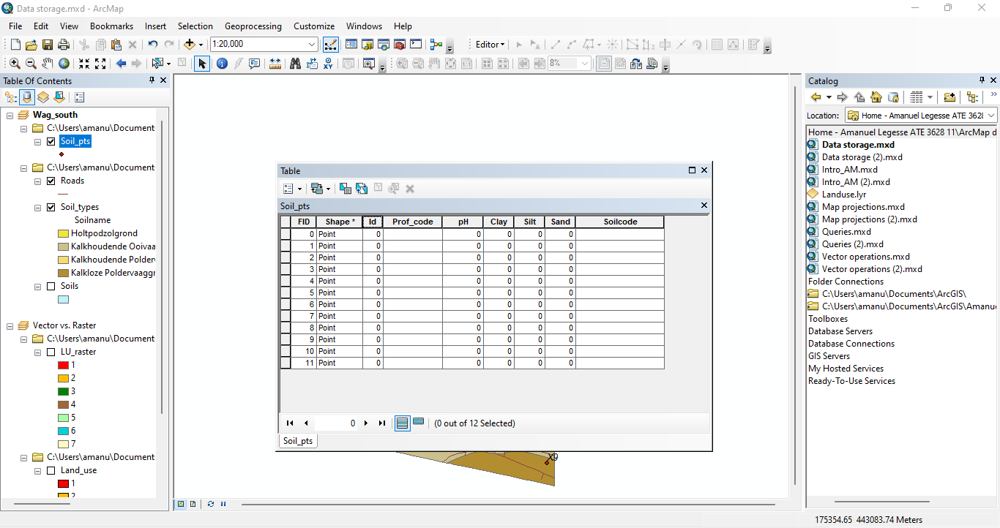 Data storage.mxd - ArcMap
File Edit View Bookmarks Insert Selection Geoprocessing Customize Windows Help
1:20,000
Editor
8%
Table Of Contents
Wag_south
C:\Users\amanu\Document
Soil_pts
C:\Users\amanu\Document
Roads
Soil_types
Soilname
Holtpodzolgrond
Kalkhoudende Ooivaa
Kalkhoudende Polder
Kalkloze Poldervaaggr
Soils
Vector vs. Raster
C:\Users\amanu\Document
LU_raster
1
2
3
4
5
6
7
C:\Users\amanu\Document
Land_use
1
2
Table
Soil_pts
FID Shape * Id Prof_code pH Clay Silt Sand Soilcode
0 Point 0 0 0 0 0
1 Point 0 0 0 0 0
2 Point 0 0 0 0 0
3 Point 0 0 0 0 0
4 Point 0 0 0 0 0
5 Point 0 0 0 0 0
6 Point 0 0 0 0 0
7 Point 0 0 0 0 0
8 Point 0 0 0 0 0
9 Point 0 0 0 0 0
10 Point 0 0 0 0 0
11 Point 0 0 0 0 0
0 (0 out of 12 Selected)
Soil_pts
X9
Catalog
Location: Home - Amanuel Legesse ATE 3628
Home - Amanuel Legesse ATE 3628 11\ArcMap d
Data storage.mxd
Data storage (2).mxd
Intro_AM.mxd
Intro_AM (2).mxd
Landuse.lyr
Map projections.mxd
Map projections (2).mxd
Queries.mxd
Queries (2).mxd
Vector operations.mxd
Vector operations (2).mxd
Folder Connections
C:\Users\amanu\Documents\ArcGIS\
C:\Users\amanu\Documents\ArcGIS\Amanue
Toolboxes
Database Servers
Database Connections
GIS Servers
My Hosted Services
Ready-To-Use Services
175354.65 443083.74 Meters